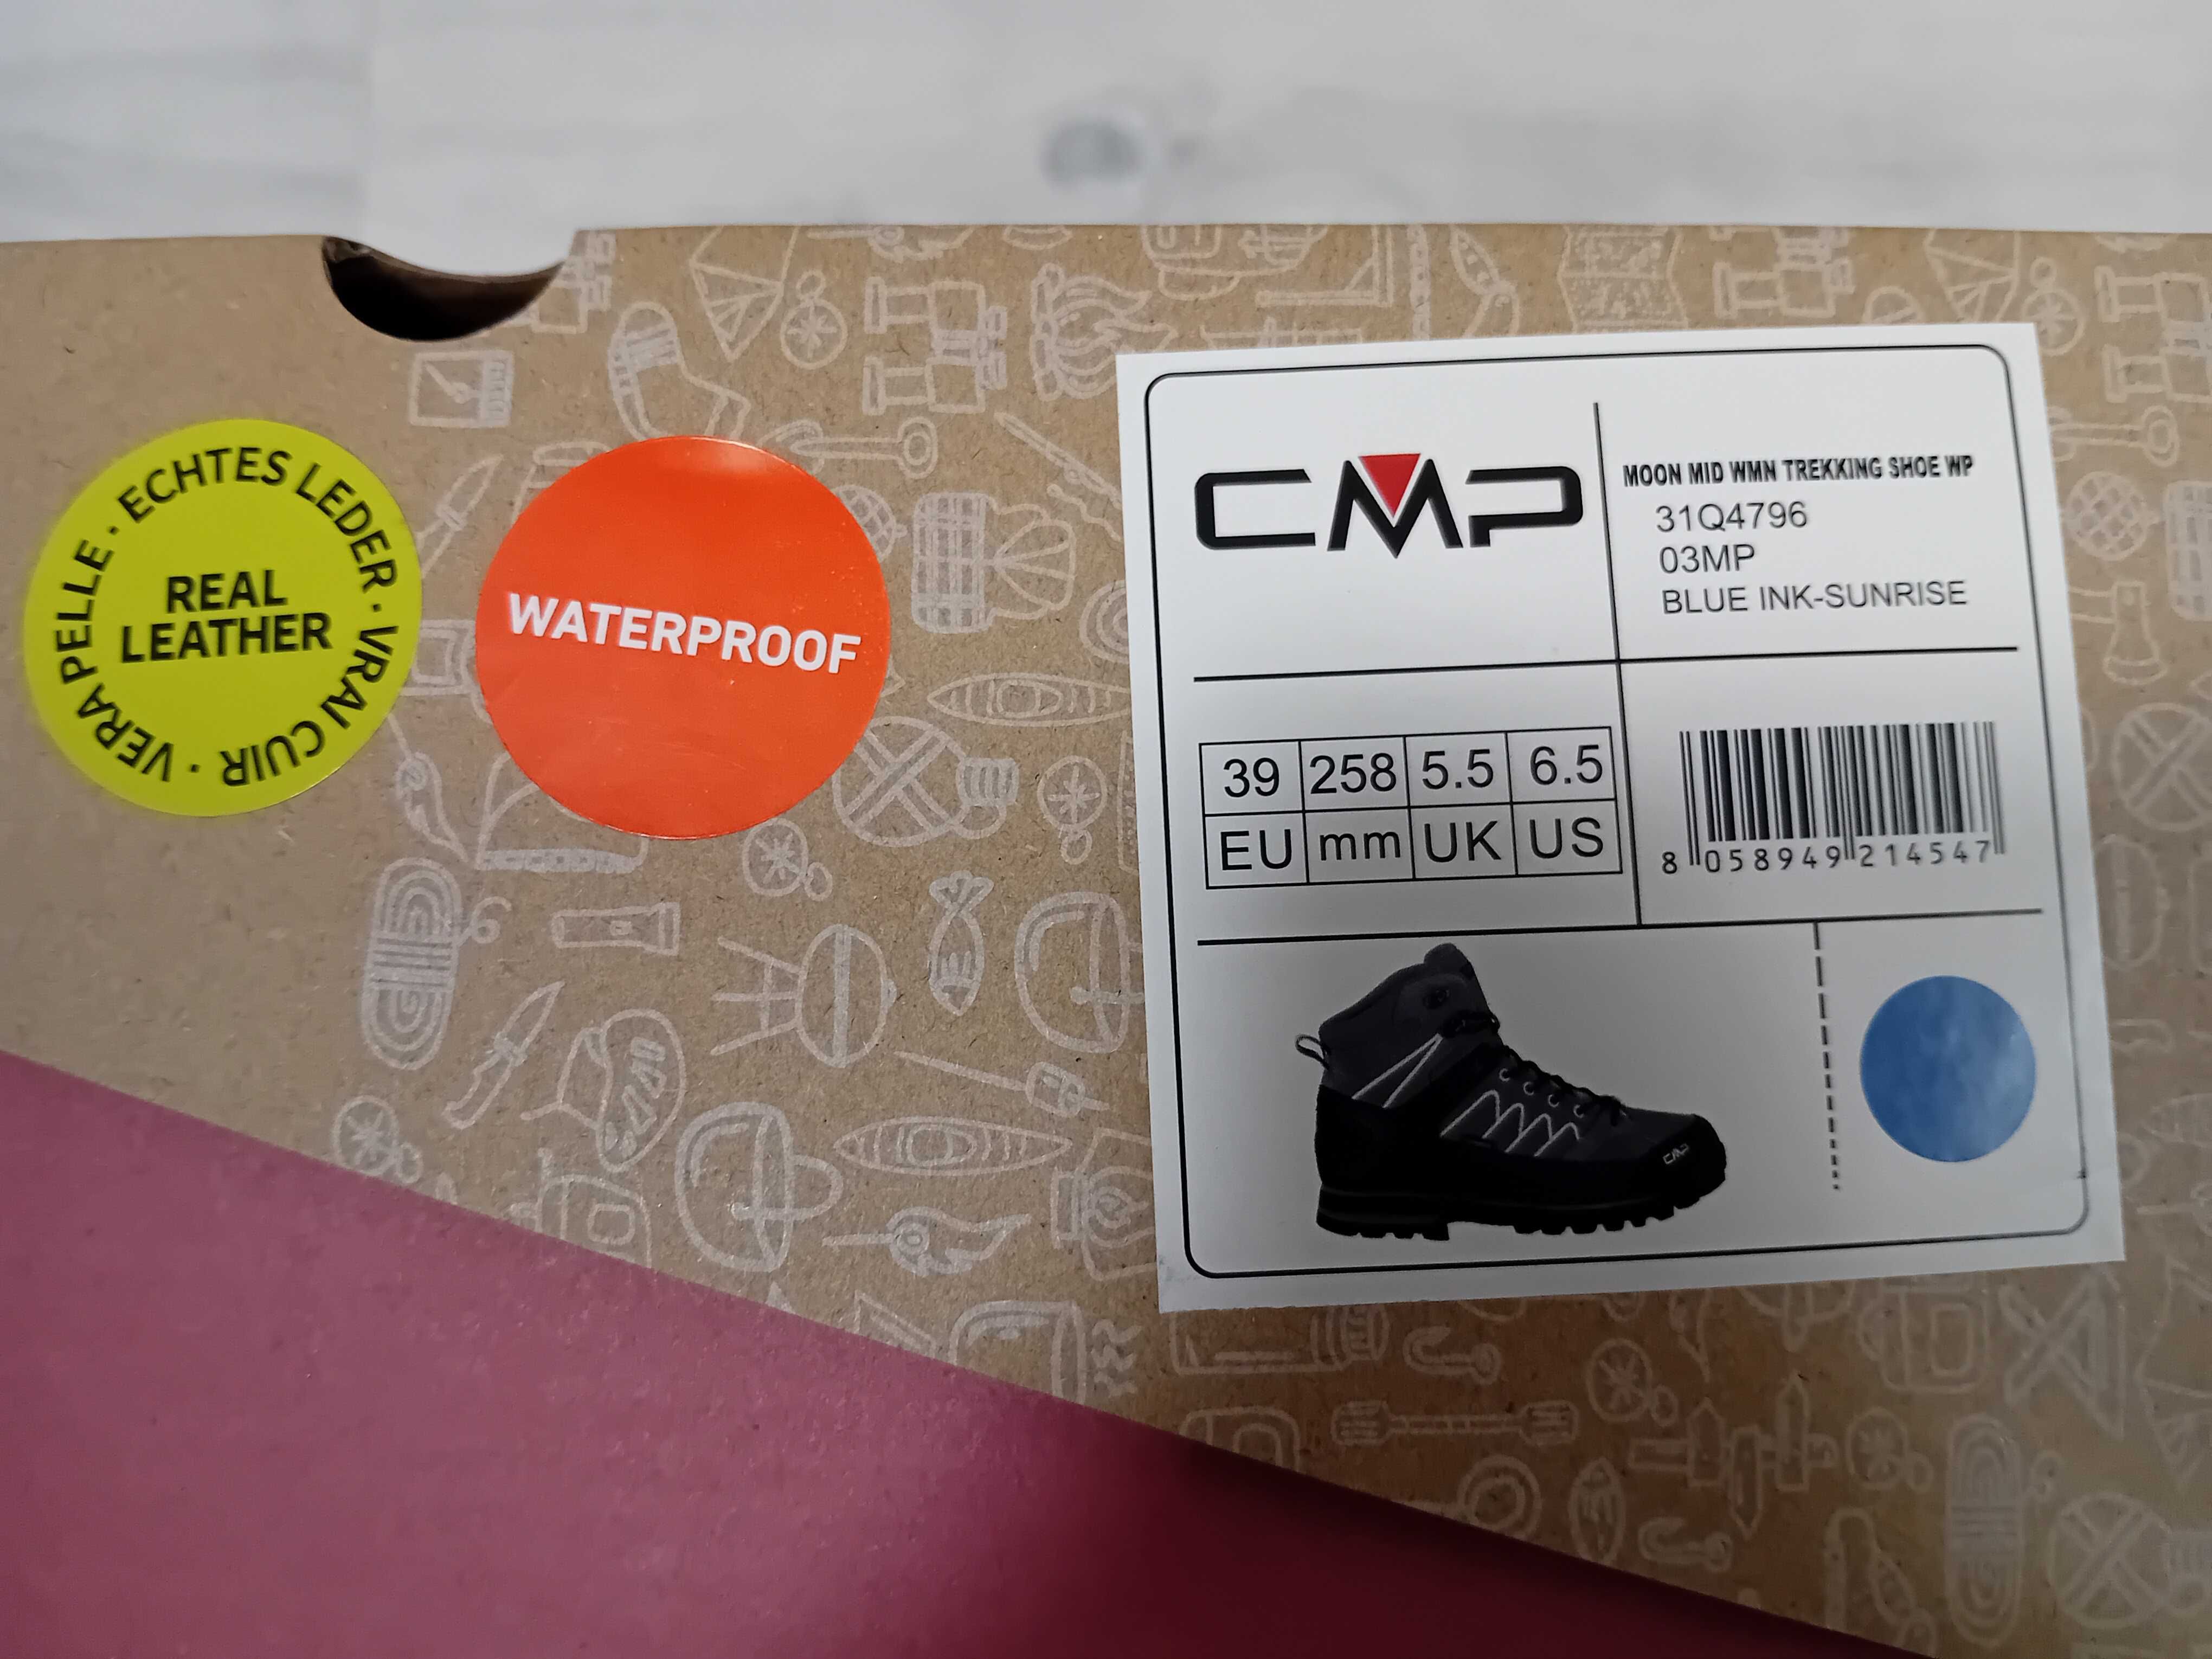 VERA PELLE · ECHTES LEDER · VRAI CUIR ·
REAL
LEATHER
WATERPROOF
CMP
MOON MID WMN TREKKING SHOE WP
31Q4796
03MP
BLUE INK-SUNRISE
39 258 5.5 6.5
EU mm UK US
8 058949 214547
CMP